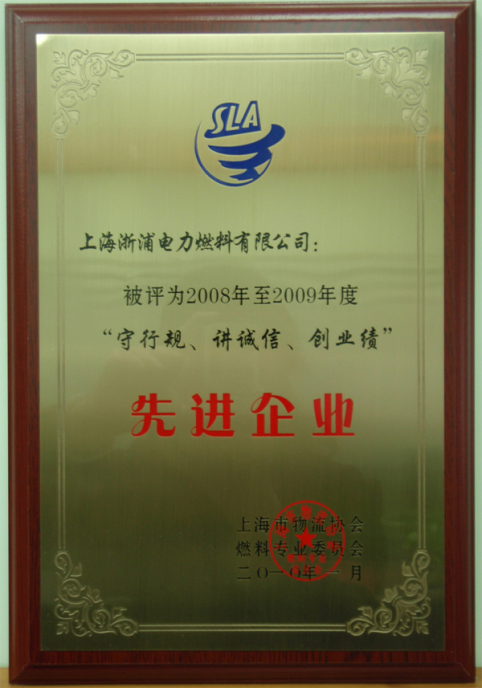 SLA
上海浙浦电力燃料有限公司：
被评为2008年至2009年度
“守行规、讲诚信、创业绩”
先进企业
上海市物流协会
燃料专业委员会
二〇一〇年一月